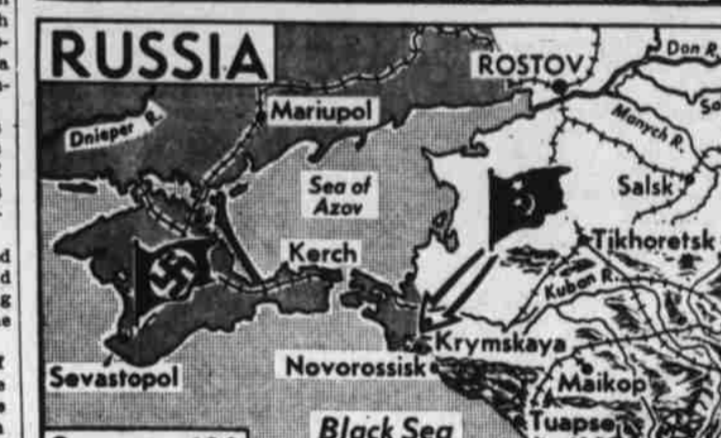 RUSSIA
ROSTOV
Don R.
Mariupol
Dnieper R.
Manych R.
Sea of
Azov
Salsk
Tikhoretsk
Kerch
Kuban R.
Krymskaya
Novorossisk
Sevastopol
Maikop
Tuapse
Black Sea